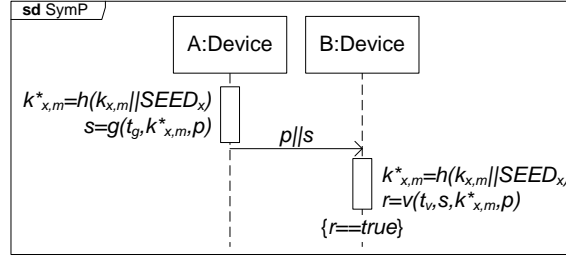 sd SymP
A:Device B:Device
k*x,m=h(kx,m||SEEDx)
s=g(tg,k*x,m,p)
p||s
k*x,m=h(kx,m||SEEDx)
r=v(tv,s,k*x,m,p)
{r==true}